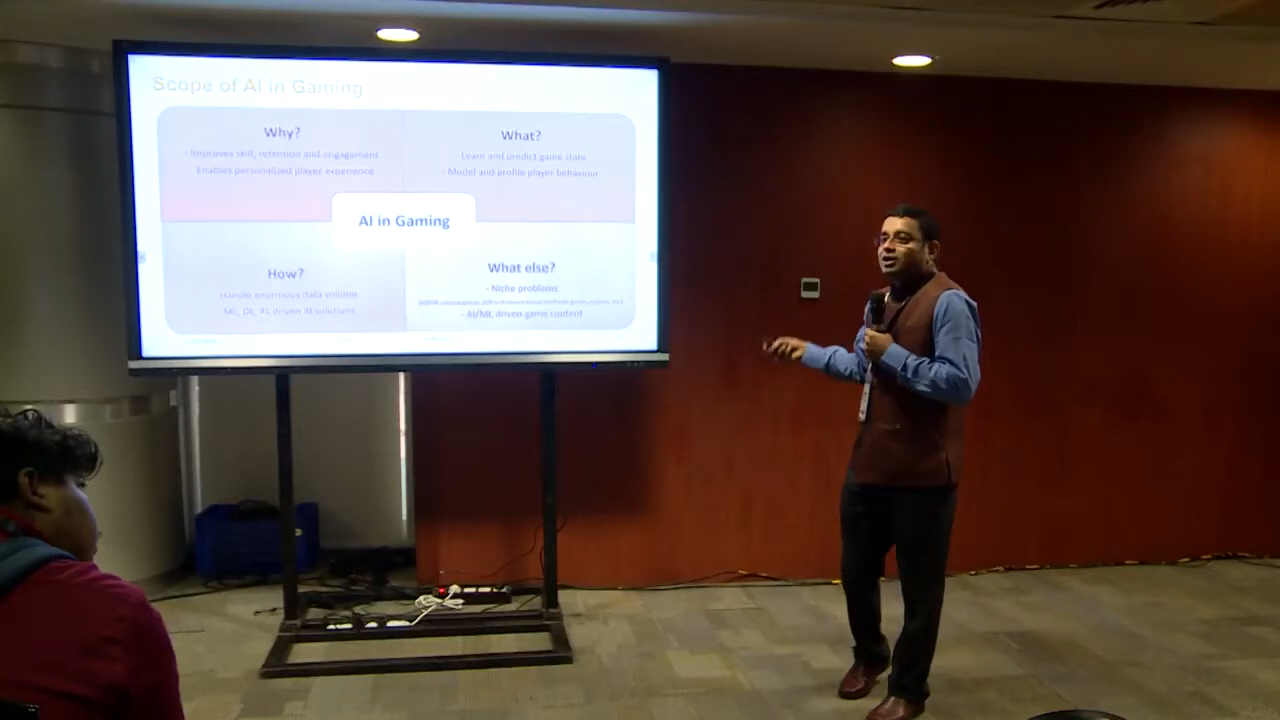 Scope of AI in Gaming
Why?
- Improves skill, retention and engagement
Enables personalized player experience
What?
- Learn and predict game state
- Model and profile player behaviour
AI in Gaming
How?
Handle enormous data volume
ML, DL, RL driven AI solutions
What else?
- Niche problems
- AI/ML driven game content